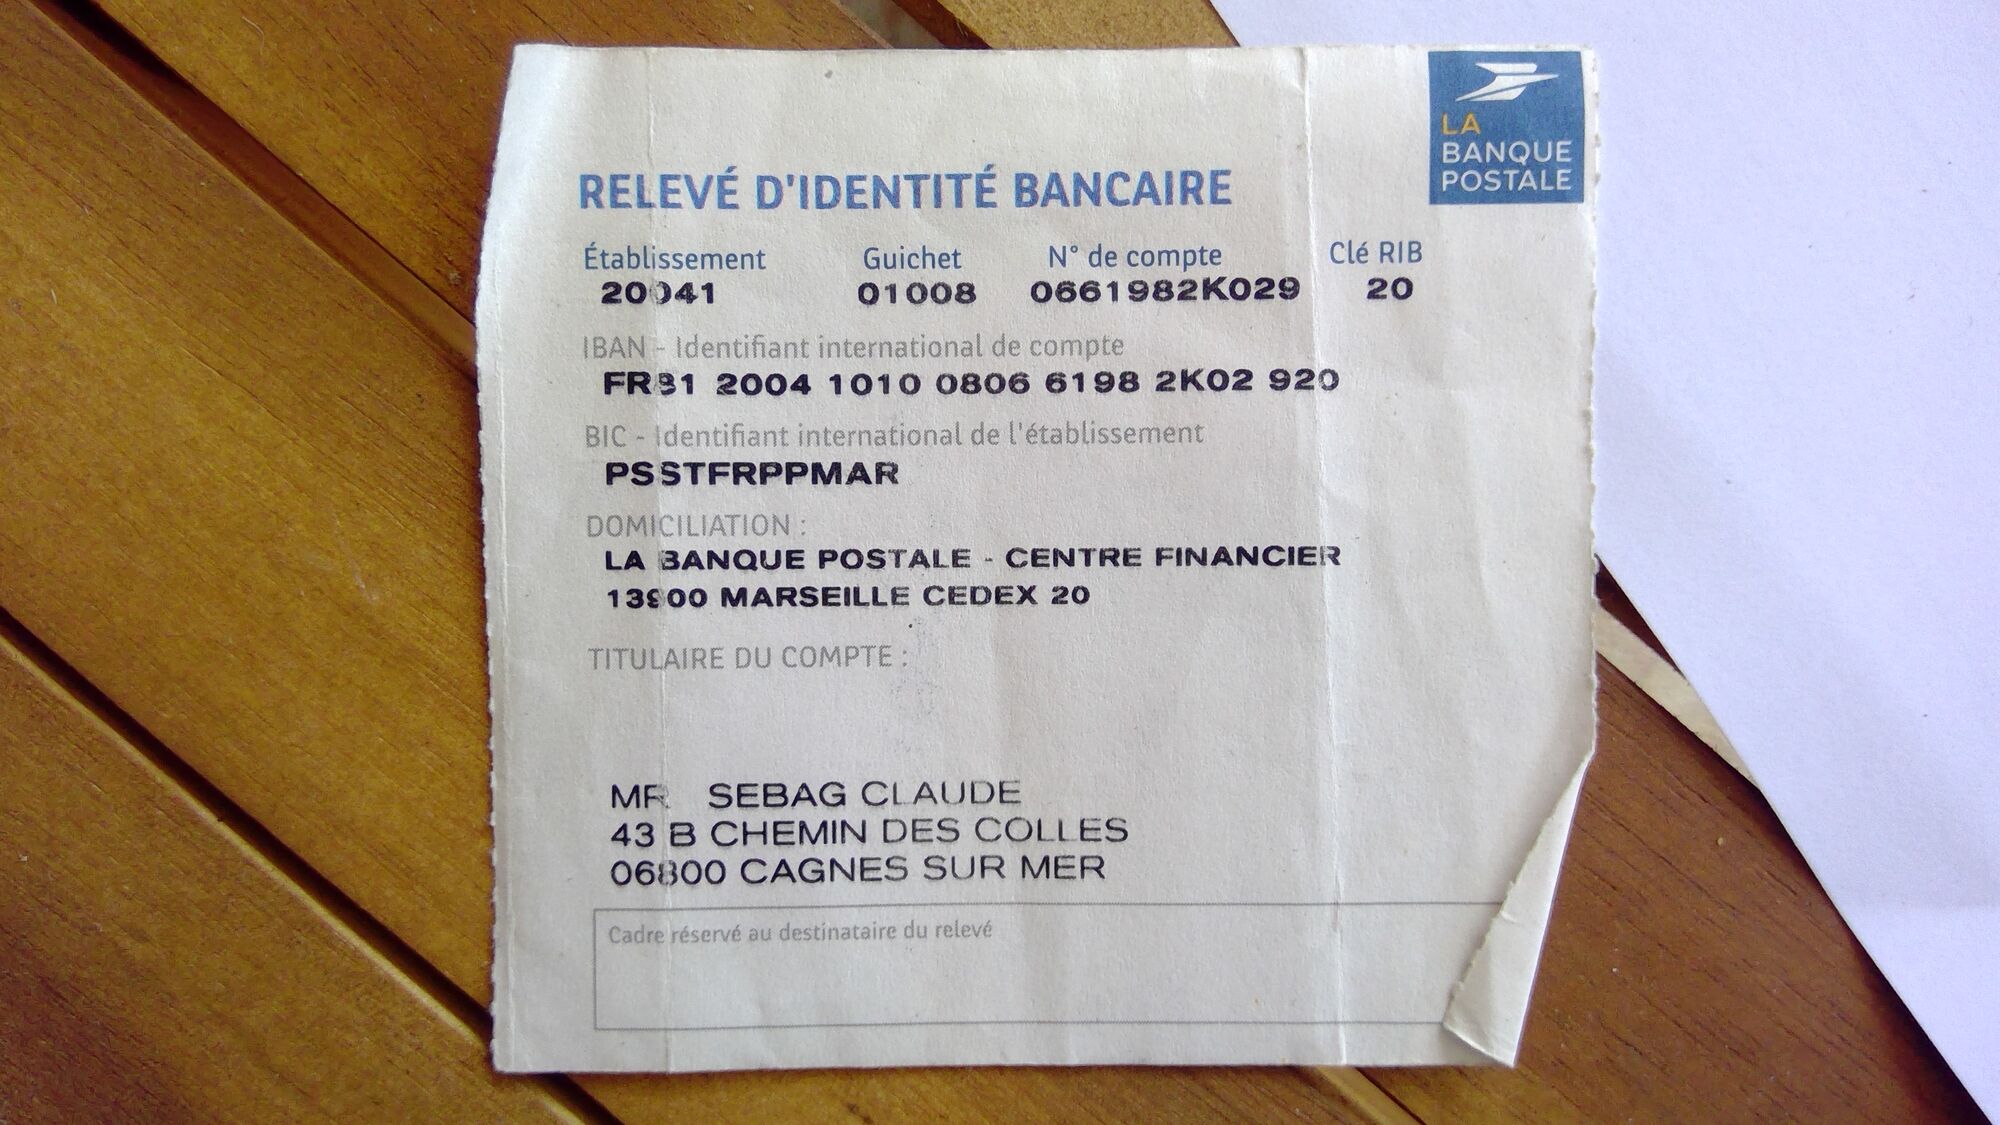 LA
BANQUE
POSTALE
RELEVÉ D'IDENTITÉ BANCAIRE
Établissement Guichet N° de compte Clé RIB
20041 01008 0661982K029 20
IBAN - Identifiant international de compte
FR81 2004 1010 0806 6198 2K02 920
BIC - Identifiant international de l'établissement
PSSTFRPPMAR
DOMICILIATION :
LA BANQUE POSTALE - CENTRE FINANCIER
13900 MARSEILLE CEDEX 20
TITULAIRE DU COMPTE :
MR SEBAG CLAUDE
43 B CHEMIN DES COLLES
06800 CAGNES SUR MER
Cadre réservé au destinataire du relevé